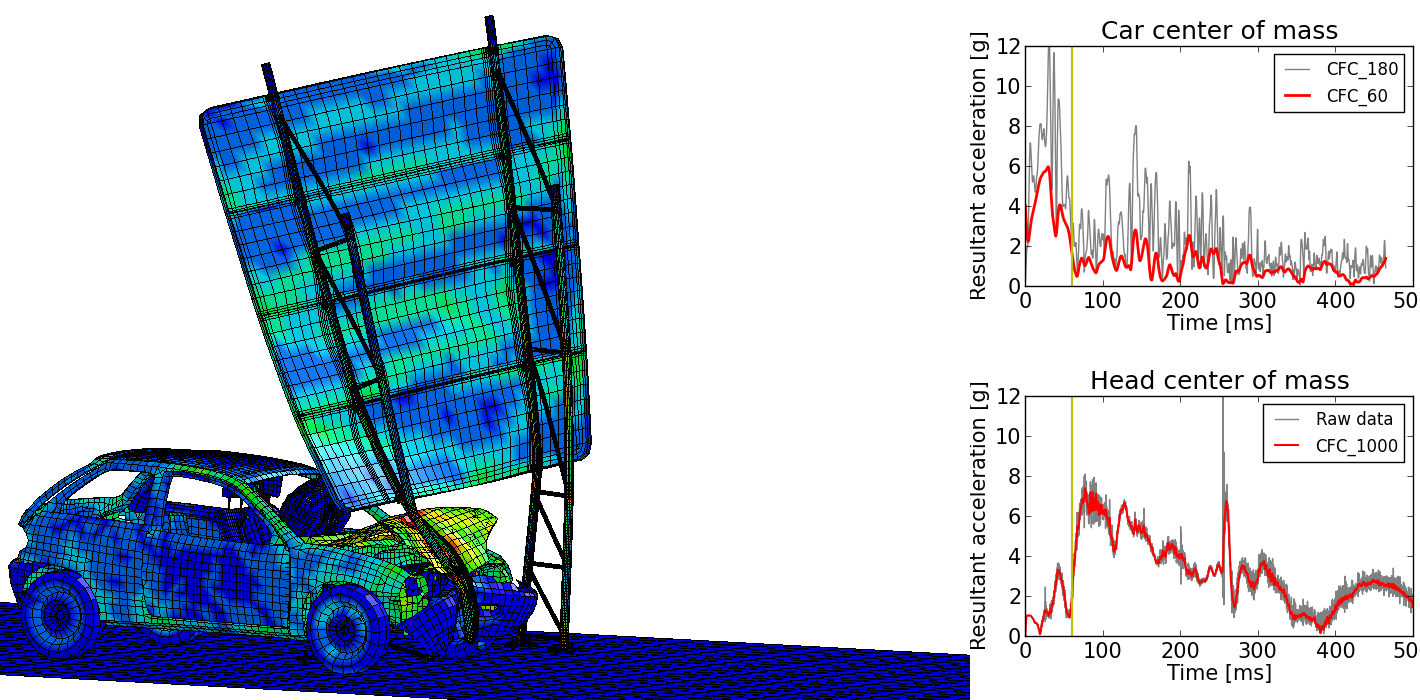 Car center of mass
Resultant acceleration [g]
12
10
8
6
4
2
0
CFC_180
CFC_60
0 100 200 300 400 50
Time [ms]
Head center of mass
Resultant acceleration [g]
12
10
8
6
4
2
0
Raw data
CFC_1000
0 100 200 300 400 50
Time [ms]